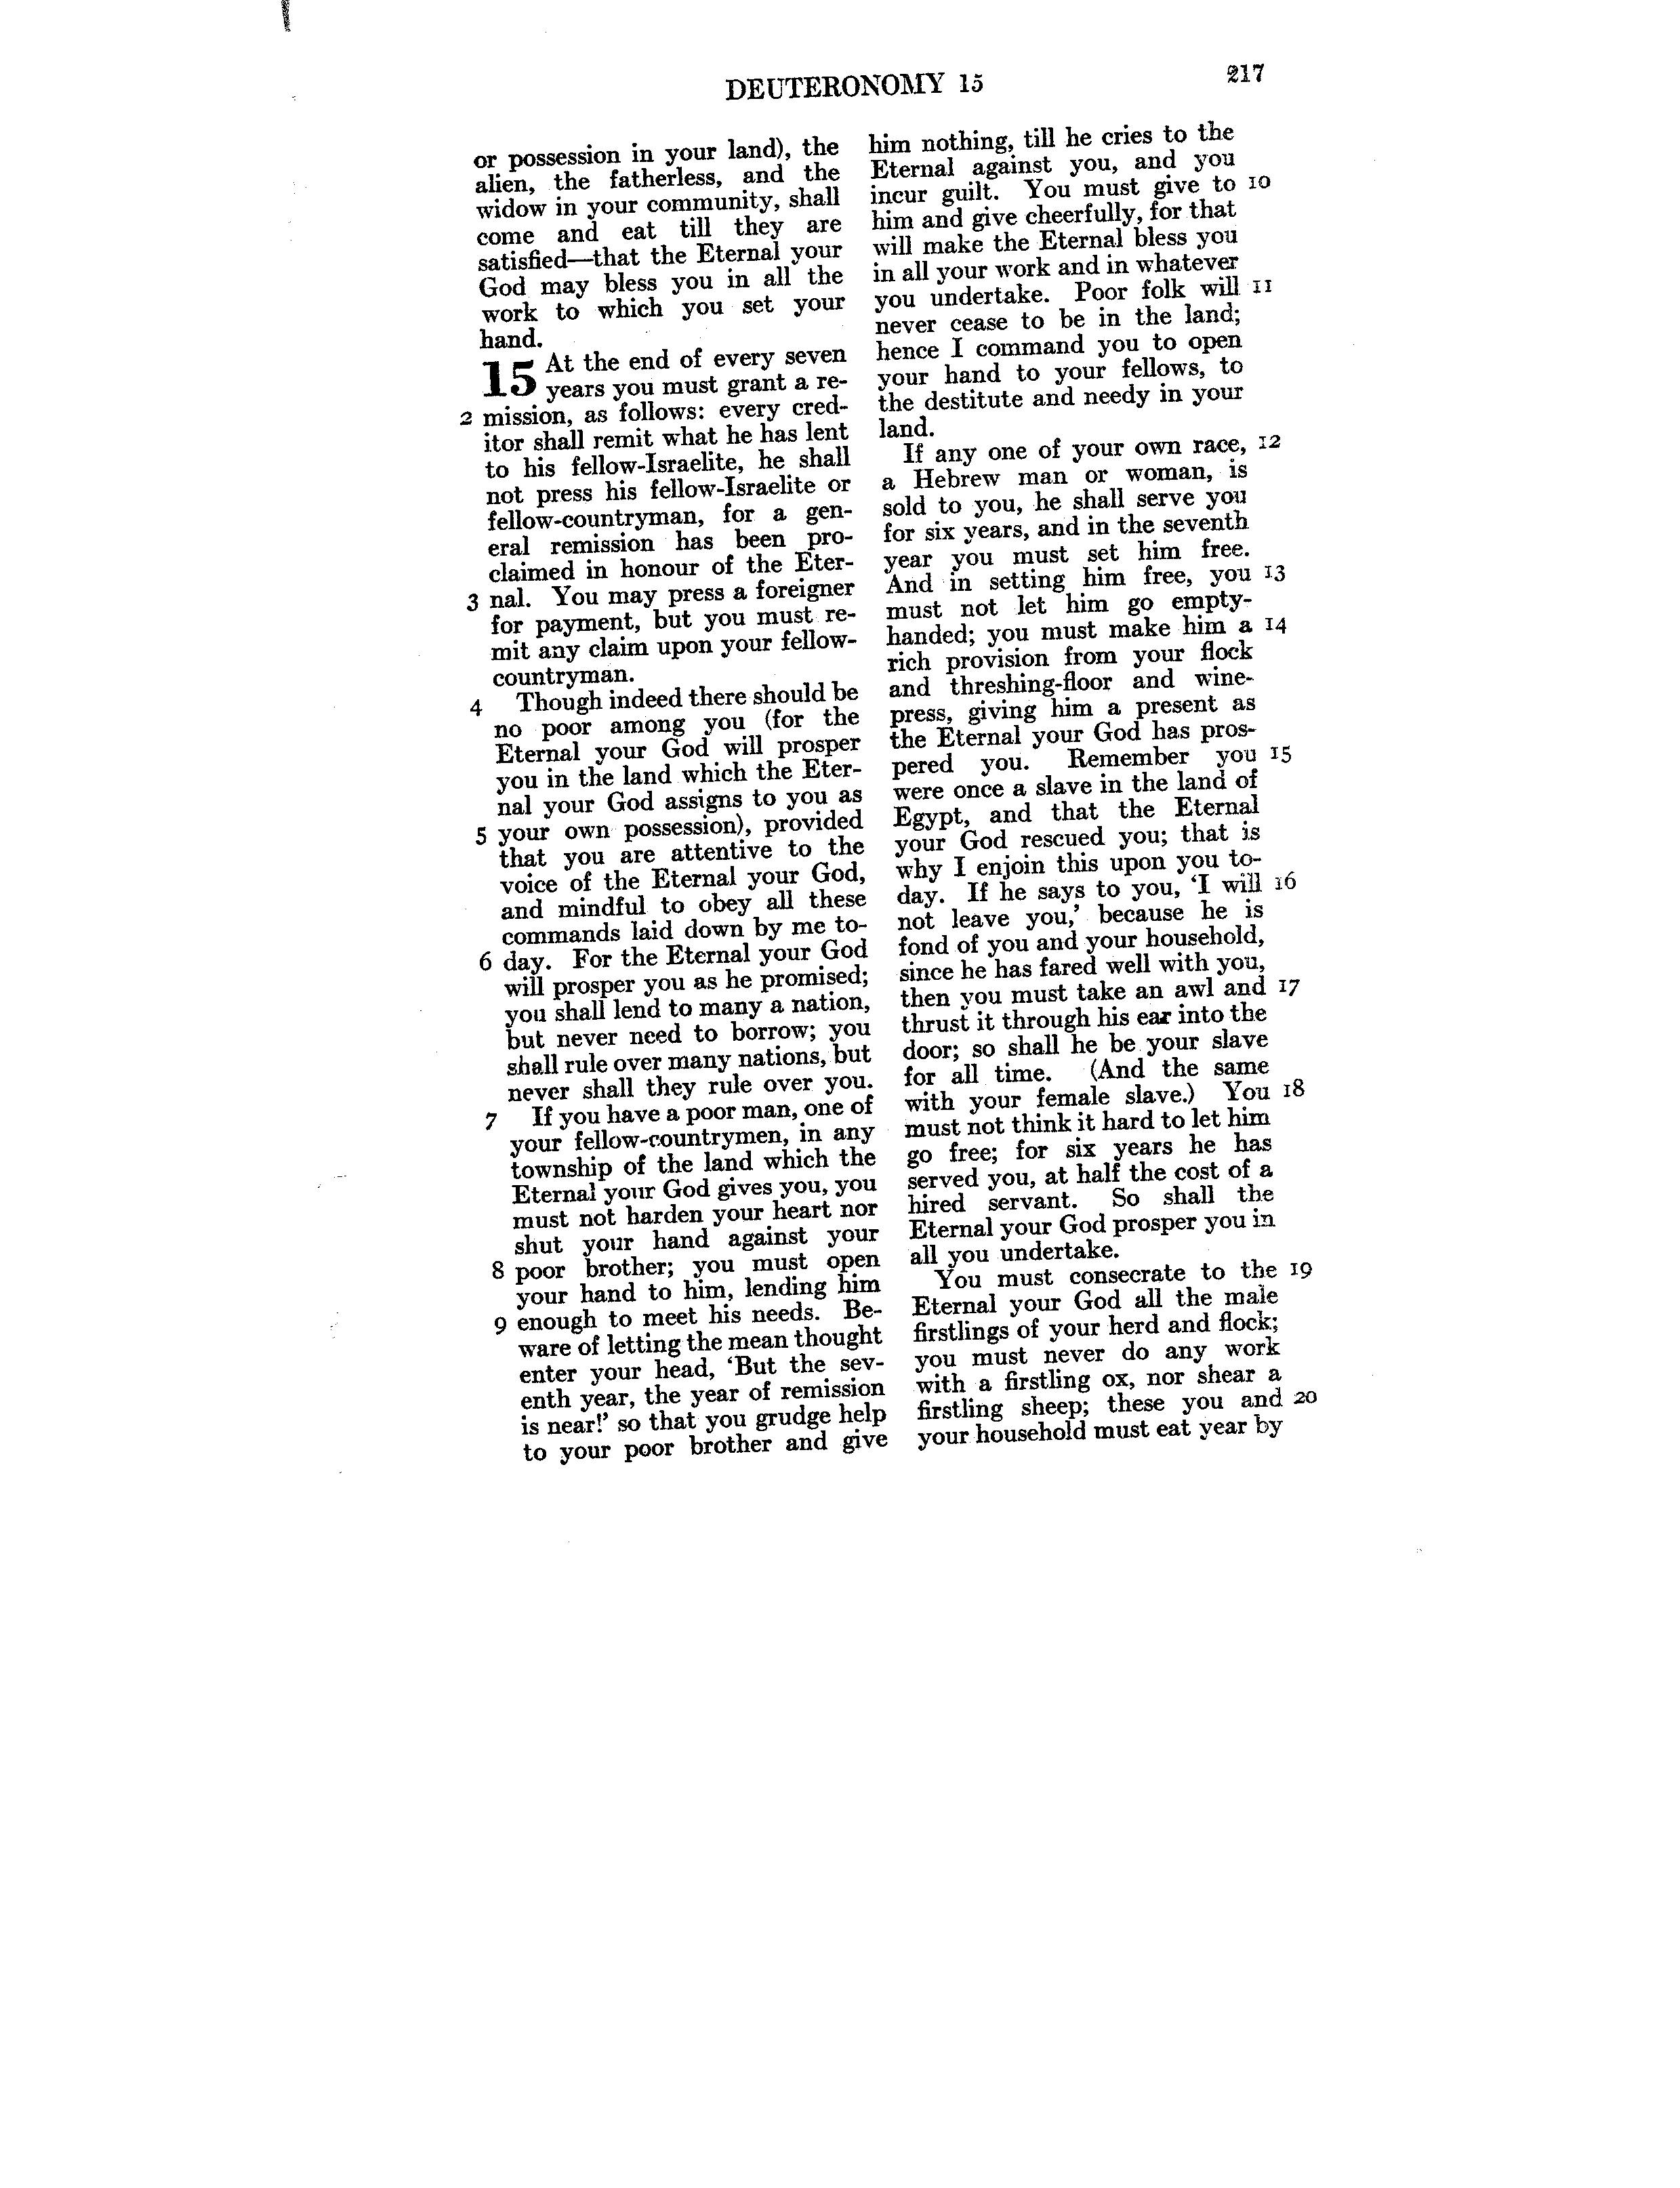 DEUTERONOMY 15
217
or possession in your land), the
alien, the fatherless, and the
widow in your community, shall
come and eat till they are
satisfied—that the Eternal your
God may bless you in all the
work to which you set your
hand.
15 At the end of every seven
years you must grant a re-
2 mission, as follows: every cred-
itor shall remit what he has lent
to his fellow-Israelite, he shall
not press his fellow-Israelite or
fellow-countryman, for a gen-
eral remission has been pro-
claimed in honour of the Eter-
3 nal. You may press a foreigner
for payment, but you must re-
mit any claim upon your fellow-
countryman.
4 Though indeed there should be
no poor among you (for the
Eternal your God will prosper
you in the land which the Eter-
nal your God assigns to you as
5 your own possession), provided
that you are attentive to the
voice of the Eternal your God,
and mindful to obey all these
commands laid down by me to-
6 day. For the Eternal your God
will prosper you as he promised;
you shall lend to many a nation,
but never need to borrow; you
shall rule over many nations, but
never shall they rule over you.
7 If you have a poor man, one of
your fellow-countrymen, in any
township of the land which the
Eternal your God gives you, you
must not harden your heart nor
shut your hand against your
8 poor brother; you must open
your hand to him, lending him
9 enough to meet his needs. Be-
ware of letting the mean thought
enter your head, ‘But the sev-
enth year, the year of remission
is near!’ so that you grudge help
to your poor brother and give
him nothing, till he cries to the
Eternal against you, and you
incur guilt. You must give to 10
him and give cheerfully, for that
will make the Eternal bless you
in all your work and in whatever
you undertake. Poor folk will 11
never cease to be in the land;
hence I command you to open
your hand to your fellows, to
the destitute and needy in your
land.
If any one of your own race, 12
a Hebrew man or woman, is
sold to you, he shall serve you
for six years, and in the seventh
year you must set him free.
And in setting him free, you 13
must not let him go empty-
handed; you must make him a 14
rich provision from your flock
and threshing-floor and wine-
press, giving him a present as
the Eternal your God has pros-
pered you. Remember you 15
were once a slave in the land of
Egypt, and that the Eternal
your God rescued you; that is
why I enjoin this upon you to-
day. If he says to you, ‘I will 16
not leave you,’ because he is
fond of you and your household,
since he has fared well with you,
then you must take an awl and 17
thrust it through his ear into the
door; so shall he be your slave
for all time. (And the same
with your female slave.) You 18
must not think it hard to let him
go free; for six years he has
served you, at half the cost of a
hired servant. So shall the
Eternal your God prosper you in
all you undertake.
You must consecrate to the 19
Eternal your God all the male
firstlings of your herd and flock;
you must never do any work
with a firstling ox, nor shear a
firstling sheep; these you and 20
your household must eat year by